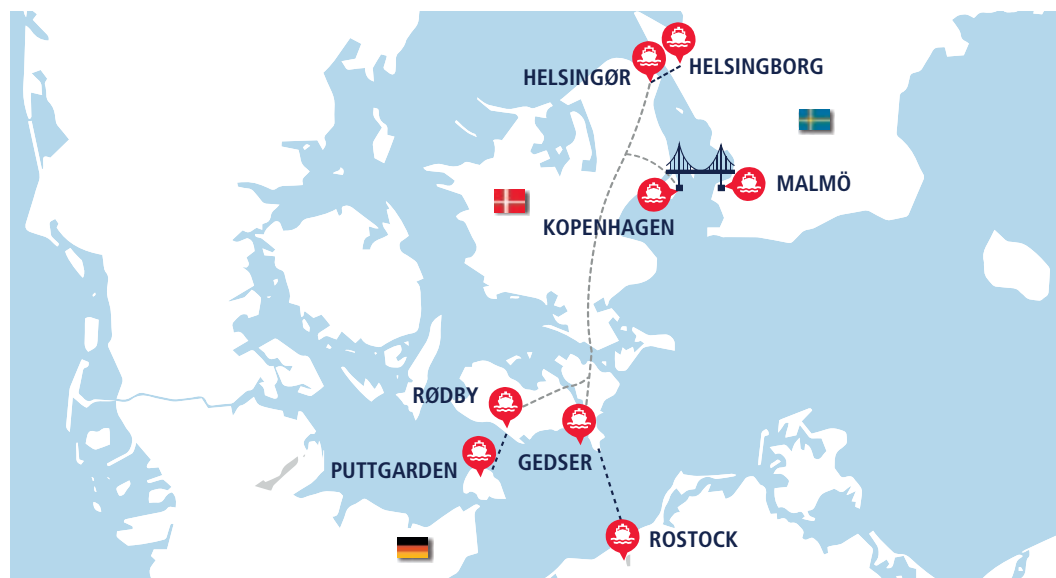 HELSINGØR
HELSINGBORG
MALMÖ
KOPENHAGEN
RØDBY
PUTTGARDEN
GEDSER
ROSTOCK